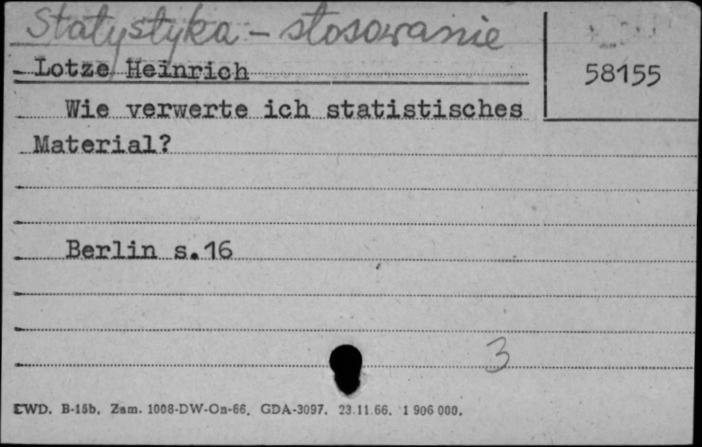 Statystyka - stosowanie
Lotze Heinrich
58155
Wie verwerte ich statistisches
Material?
Berlin s.16
3
EWD. B-15b. Zam. 1008-DW-On-66. GDA-3097. 23.11.66. 1 906 000.